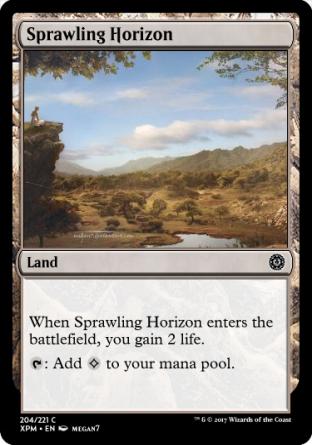 Sprawling Horizon
Land
When Sprawling Horizon enters the
battlefield, you gain 2 life.
: Add to your mana pool.
204/221 C
XPM • EN MEGAN7
™ & © 2017 Wizards of the Coast